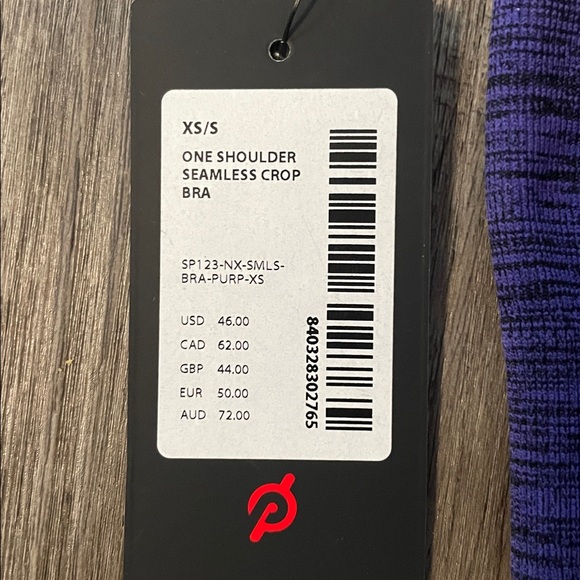 XS/S
ONE SHOULDER
SEAMLESS CROP
BRA
SP123-NX-SMLS-
BRA-PURP-XS
USD 46.00
CAD 62.00
GBP 44.00
EUR 50.00
AUD 72.00
840328302765